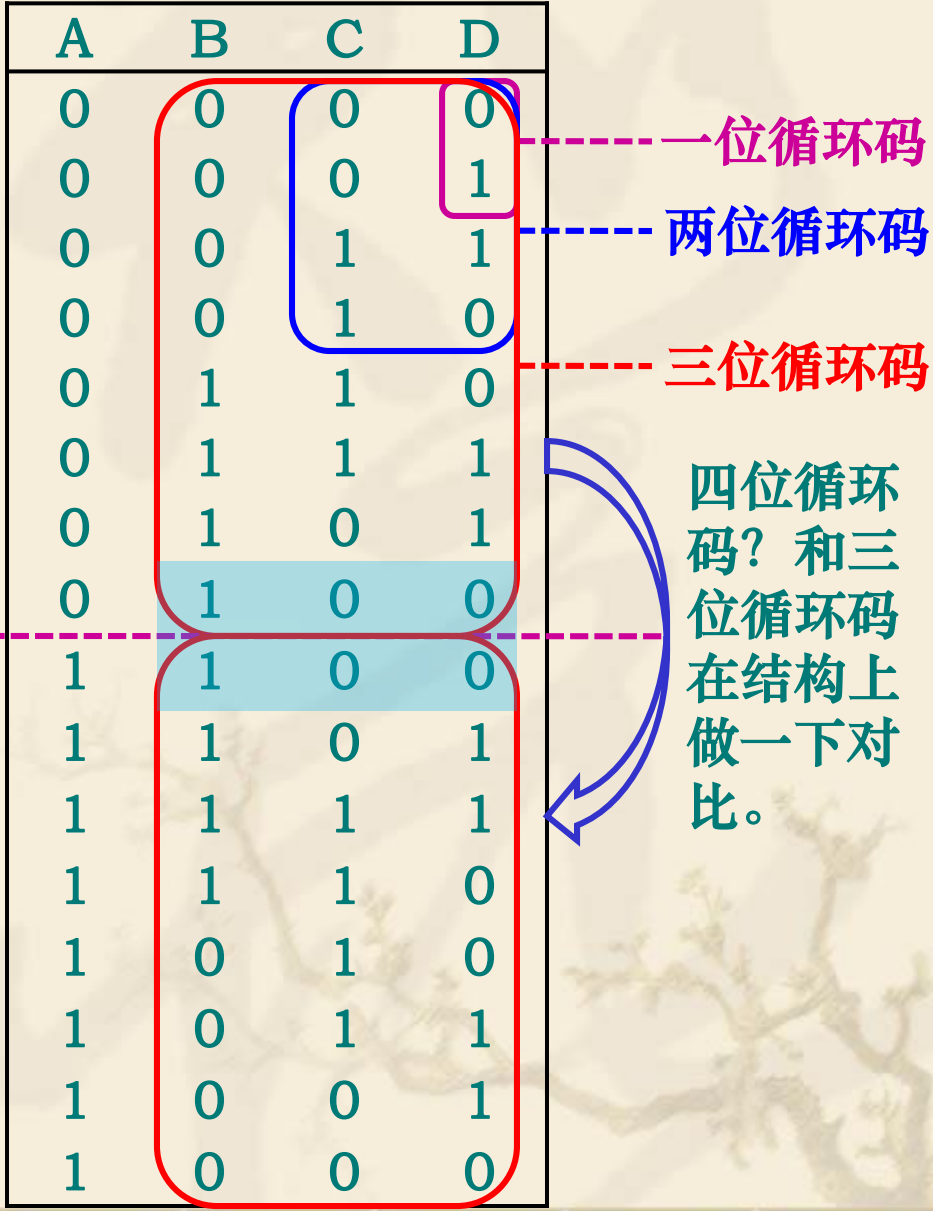 A B C D
0 0 0 0
一位循环码
0 0 0 1
两位循环码
0 0 1 1
0 0 1 0
三位循环码
0 1 1 0
0 1 1 1
0 1 0 1
0 1 0 0
1 1 0 0
1 1 0 1
1 1 1 1
1 1 1 0
1 0 1 0
1 0 1 1
1 0 0 1
1 0 0 0
四位循环
码？和三
位循环码
在结构上
做一下对
比。